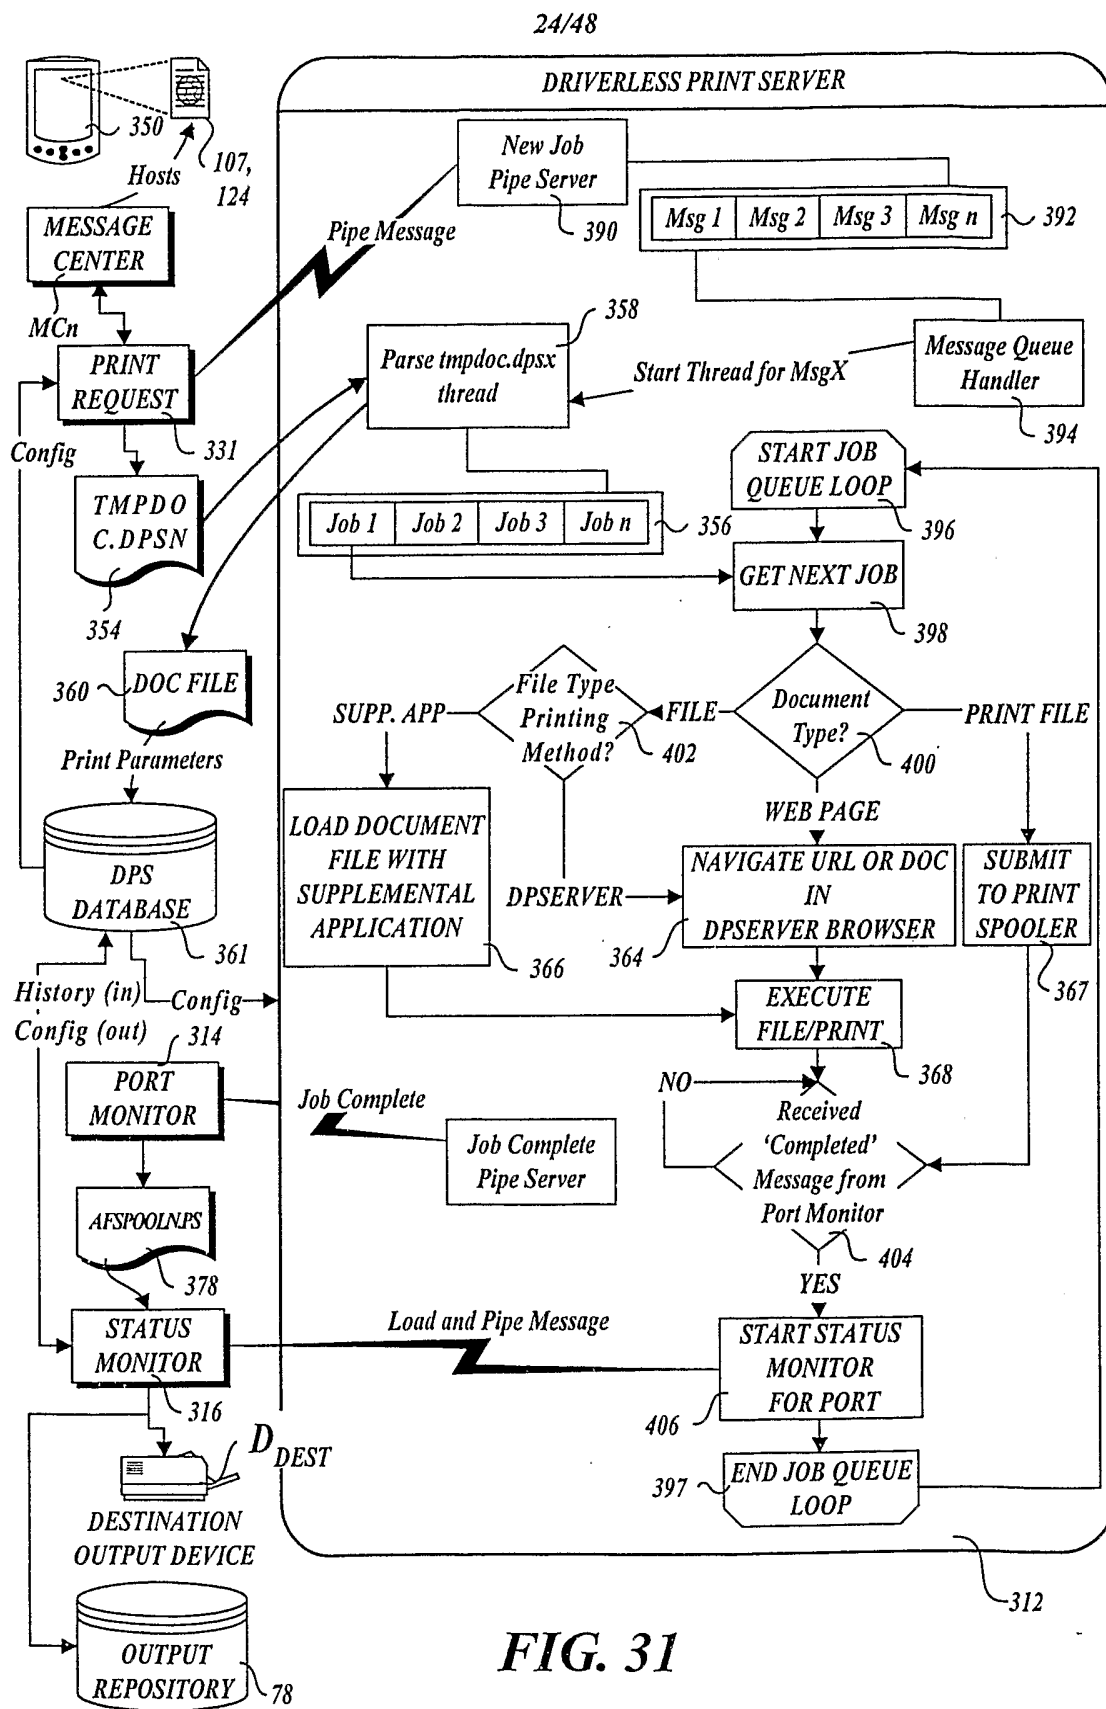 24/48
DRIVERLESS PRINT SERVER
350
107,
124
Hosts
MESSAGE
CENTER
MCn
New Job
Pipe Server
390
Msg 1 Msg 2 Msg 3 Msg n
392
Pipe Message
PRINT
REQUEST
331
Config
358
Parse tmpdoc.dpsx
thread
Start Thread for MsgX
Message Queue
Handler
394
TMPDO
C.DPSN
354
START JOB
QUEUE LOOP
396
Job 1 Job 2 Job 3 Job n
356
GET NEXT JOB
398
360
DOC FILE
Print Parameters
SUPP. APP
File Type
Printing
Method?
402
FILE
Document
Type?
400
PRINT FILE
WEB PAGE
DPS
DATABASE
361
LOAD DOCUMENT
FILE WITH
SUPPLEMENTAL
APPLICATION
366
DPSERVER
NAVIGATE URL OR DOC
IN
DPSERVER BROWSER
364
SUBMIT
TO PRINT
SPOOLER
367
History (in)
Config (out)
Config
314
EXECUTE
FILE/PRINT
368
PORT
MONITOR
Job Complete
Job Complete
Pipe Server
NO
Received
‘Completed’
Message from
Port Monitor
404
YES
AFSPOOLN.PS
378
STATUS
MONITOR
316
Load and Pipe Message
START STATUS
MONITOR
FOR PORT
406
D DEST
DESTINATION
OUTPUT DEVICE
397
END JOB QUEUE
LOOP
312
OUTPUT
REPOSITORY
78
FIG. 31